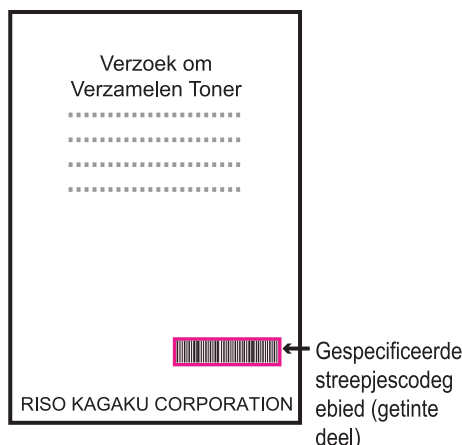 Verzoek om
Verzamelen Toner
Gespecificeerde
streepjescodeg
ebied (getinte
deel)
RISO KAGAKU CORPORATION